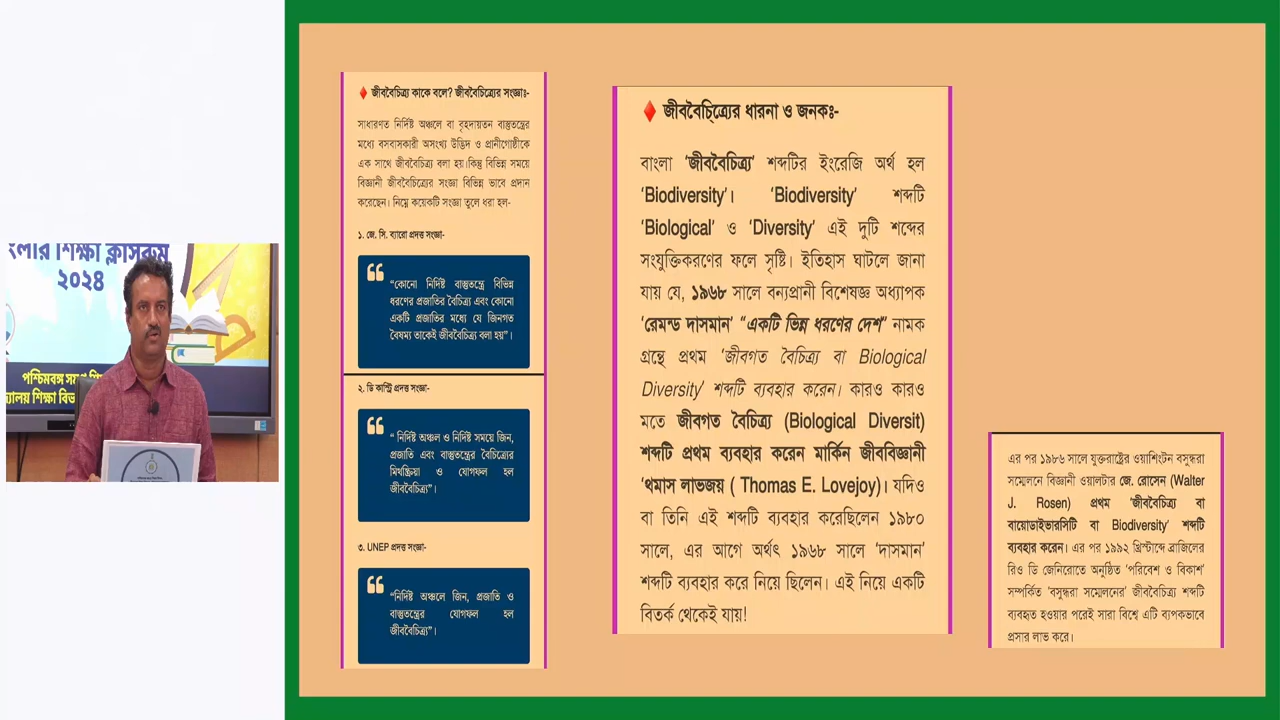 ♦ জীববৈচিত্র্য কাকে বলে? জীববৈচিত্র্যের সংজ্ঞাঃ-
সাধারণত নির্দিষ্ট অঞ্চলে বা বৃহদায়তন বাস্তুতন্ত্রের
মধ্যে বসবাসকারী অসংখ্য উদ্ভিদ ও প্রানীগোষ্ঠীকে
এক সাথে জীববৈচিত্র্য বলা হয়। কিন্তু বিভিন্ন সময়ে
বিজ্ঞানী জীববৈচিত্র্যের সংজ্ঞা বিভিন্ন ভাবে প্রদান
করেছেন। নিম্নে কয়েকটি সংজ্ঞা তুলে ধরা হল-
১. জে. সি. ব্যারো প্রদত্ত সংজ্ঞা-
“কোনো নির্দিষ্ট বাস্তুতন্ত্রে বিভিন্ন
ধরণের প্রজাতির বৈচিত্র্য এবং কোনো
একটি প্রজাতির মধ্যে যে জিনগত
বৈষম্য তাকেই জীববৈচিত্র্য বলা হয়”।
২. ডি কাস্ট্রি প্রদত্ত সংজ্ঞা-
“ নির্দিষ্ট অঞ্চল ও নির্দিষ্ট সময়ে জিন,
প্রজাতি এবং বাস্তুতন্ত্রের বৈচিত্র্যের
মিথষ্ক্রিয়া ও যোগফল হল
জীববৈচিত্র্য”।
৩. UNEP প্রদত্ত সংজ্ঞা-
“নির্দিষ্ট অঞ্চলে জিন, প্রজাতি ও
বাস্তুতন্ত্রের যোগফল হল
জীববৈচিত্র্য”।
♦ জীববৈচিত্র্যের ধারনা ও জনকঃ-
বাংলা ‘জীববৈচিত্র্য’ শব্দটির ইংরেজি অর্থ হল
‘Biodiversity’। ‘Biodiversity’ শব্দটি
‘Biological’ ও ‘Diversity’ এই দুটি শব্দের
সংযুক্তিকরণের ফলে সৃষ্টি। ইতিহাস ঘাটলে জানা
যায় যে, ১৯৬৮ সালে বন্যপ্রানী বিশেষজ্ঞ অধ্যাপক
‘রেমন্ড দাসমান’ “একটি ভিন্ন ধরণের দেশ” নামক
গ্রন্থে প্রথম ‘জীবগত বৈচিত্র্য বা Biological
Diversity’ শব্দটি ব্যবহার করেন। কারও কারও
মতে জীবগত বৈচিত্র্য (Biological Diversit)
শব্দটি প্রথম ব্যবহার করেন মার্কিন জীববিজ্ঞানী
‘থমাস লাভজয় ( Thomas E. Lovejoy)। যদিও
বা তিনি এই শব্দটি ব্যবহার করেছিলেন ১৯৮০
সালে, এর আগে অর্থৎ ১৯৬৮ সালে ‘দাসমান’
শব্দটি ব্যবহার করে নিয়ে ছিলেন। এই নিয়ে একটি
বিতর্ক থেকেই যায়!
এর পর ১৯৮৬ সালে যুক্তরাষ্ট্রের ওয়াশিংটন বসুন্ধরা
সম্মেলনে বিজ্ঞানী ওয়ালটার জে. রোসেন (Walter
J. Rosen) প্রথম ‘জীববৈচিত্র্য বা
বায়োডাইভারসিটি বা Biodiversity’ শব্দটি
ব্যবহার করেন। এর পর ১৯৯২ খ্রিস্টাব্দে ব্রাজিলের
রিও ডি জেনিরোতে অনুষ্ঠিত ‘পরিবেশ ও বিকাশ’
সম্পর্কিত ‘বসুন্ধরা সম্মেলনের’ জীববৈচিত্র্য শব্দটি
ব্যবহৃত হওয়ার পরেই সারা বিশ্বে এটি ব্যপকভাবে
প্রসার লাভ করে।
শিক্ষা ক্লাসরুম
২০২৪
পশ্চিমবঙ্গ
শিক্ষা